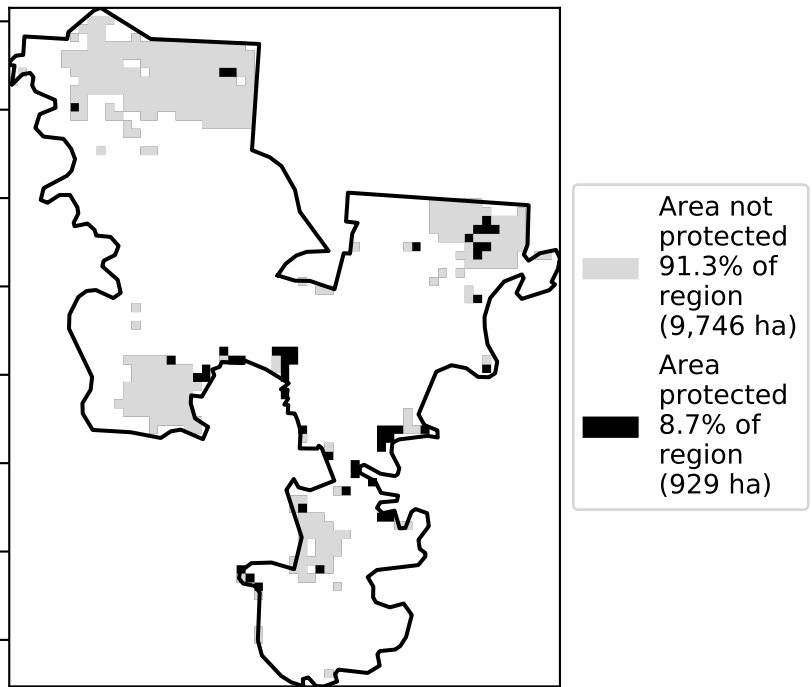 Area not
protected
91.3% of
region
(9,746 ha)
Area
protected
8.7% of
region
(929 ha)